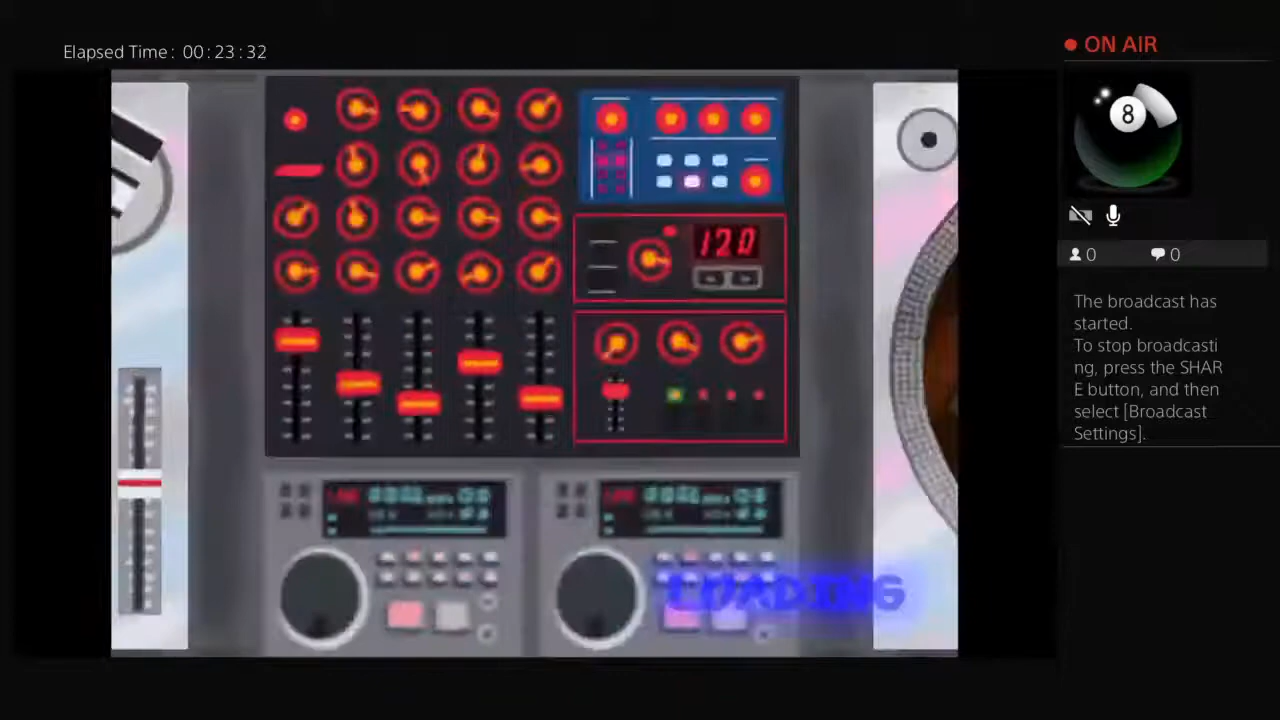 Elapsed Time: 00:23:32
ON AIR
8
120
0
0
The broadcast has
started.
To stop broadcasti
ng, press the SHAR
E button, and then
select [Broadcast
Settings].
LOADING